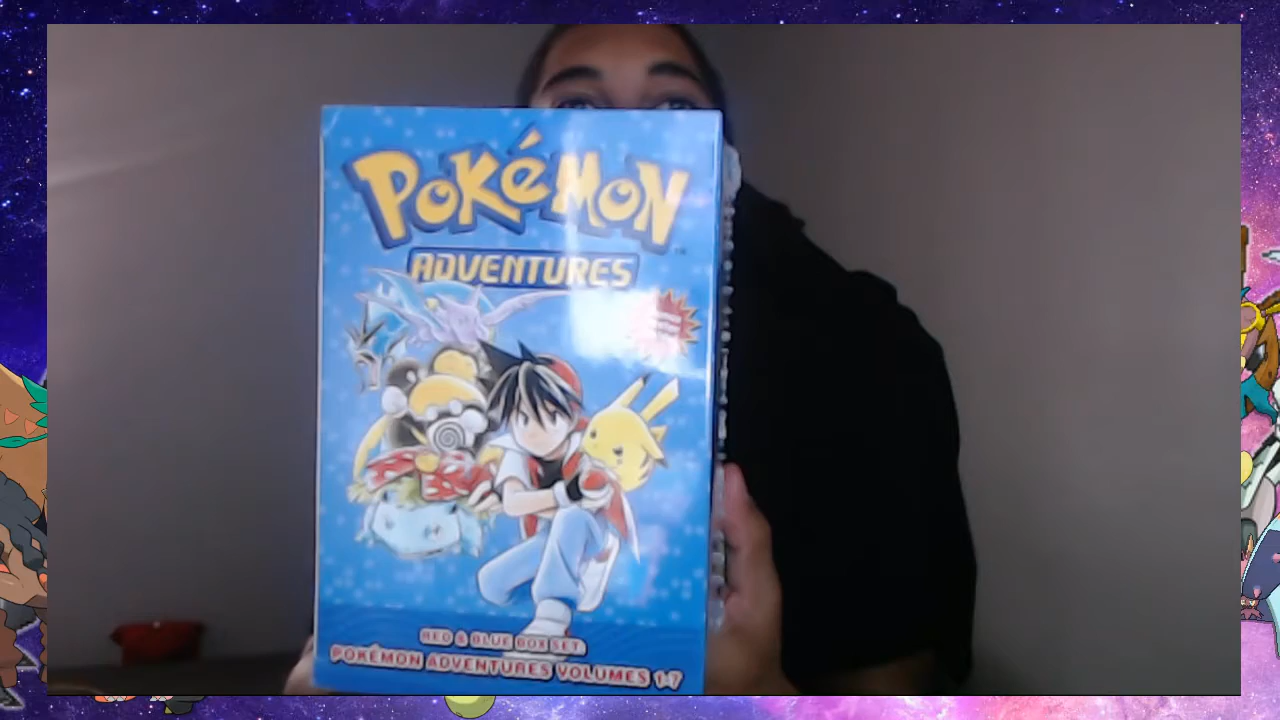 POKéMON
ADVENTURES
RED & BLUE BOX SET
POKÉMON ADVENTURES VOLUMES 1-7